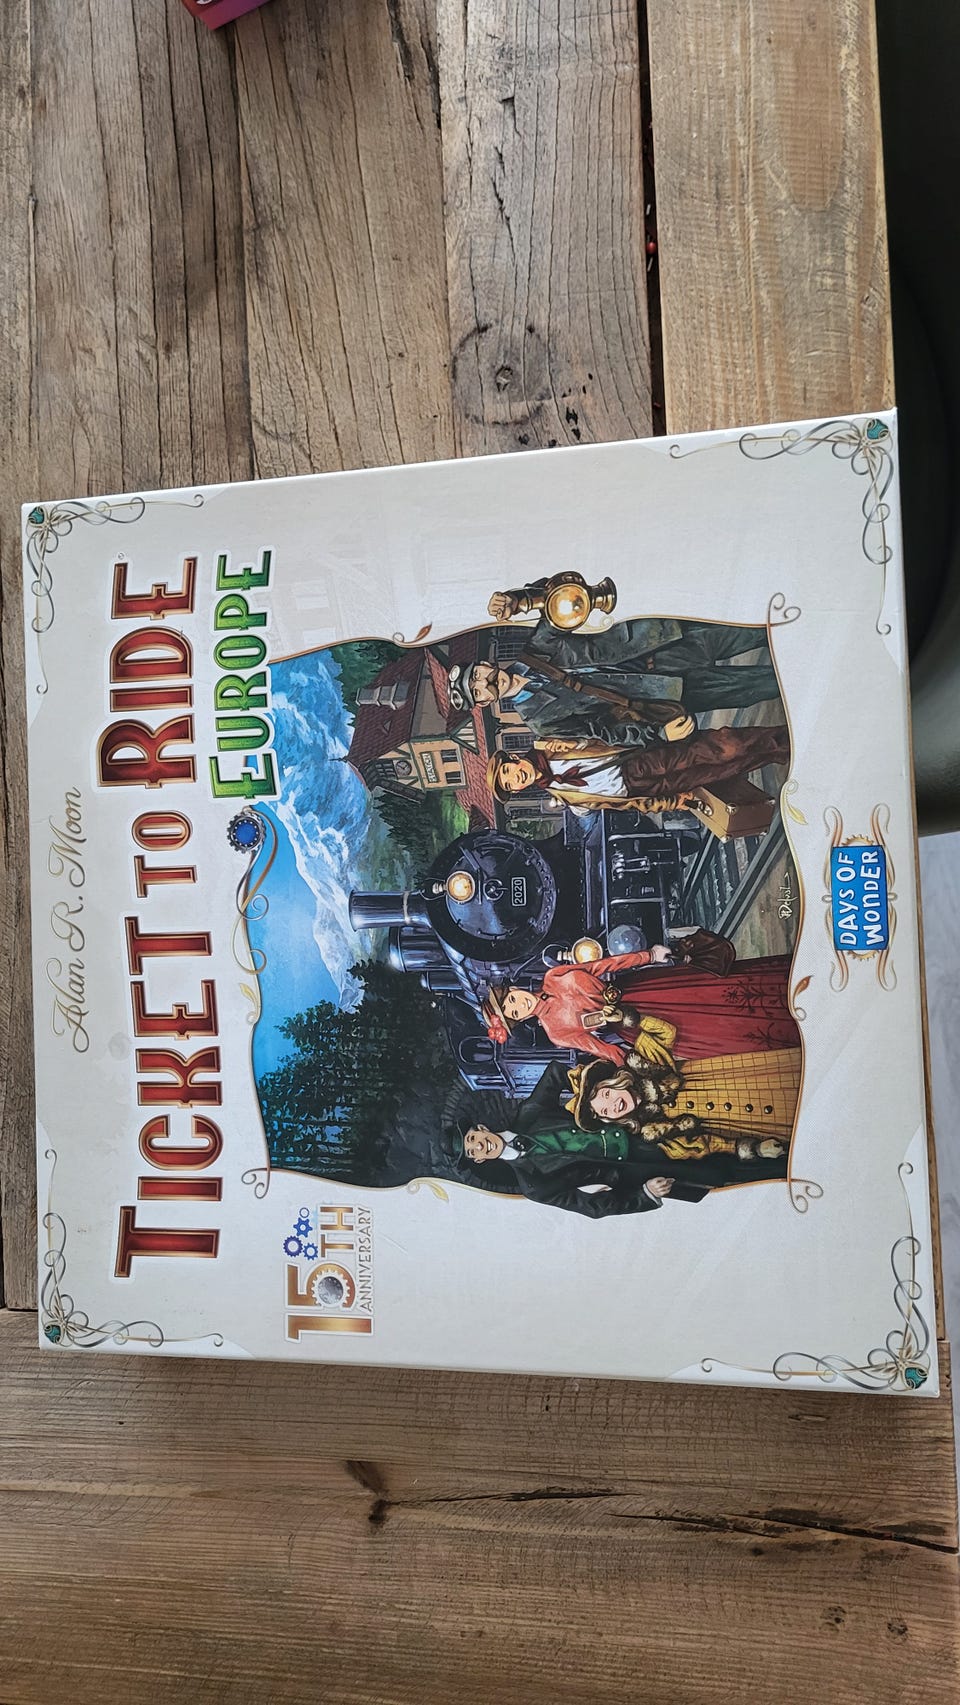 Alan R. Moon
TICKET TO RIDE
EUROPE
15TH
ANNIVERSARY
2020
DAYS OF
WONDER